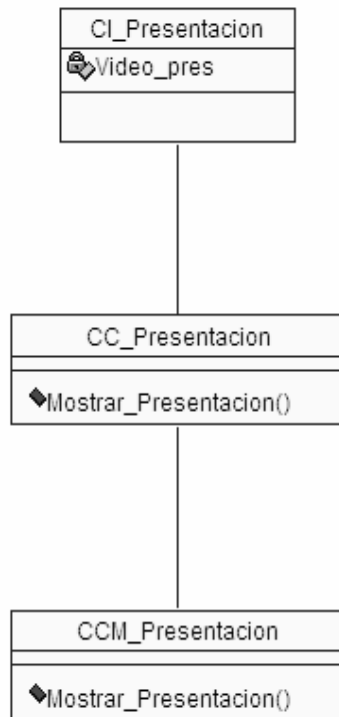 CI_Presentacion
Video_pres
CC_Presentacion
Mostrar_Presentacion()
CCM_Presentacion
Mostrar_Presentacion()